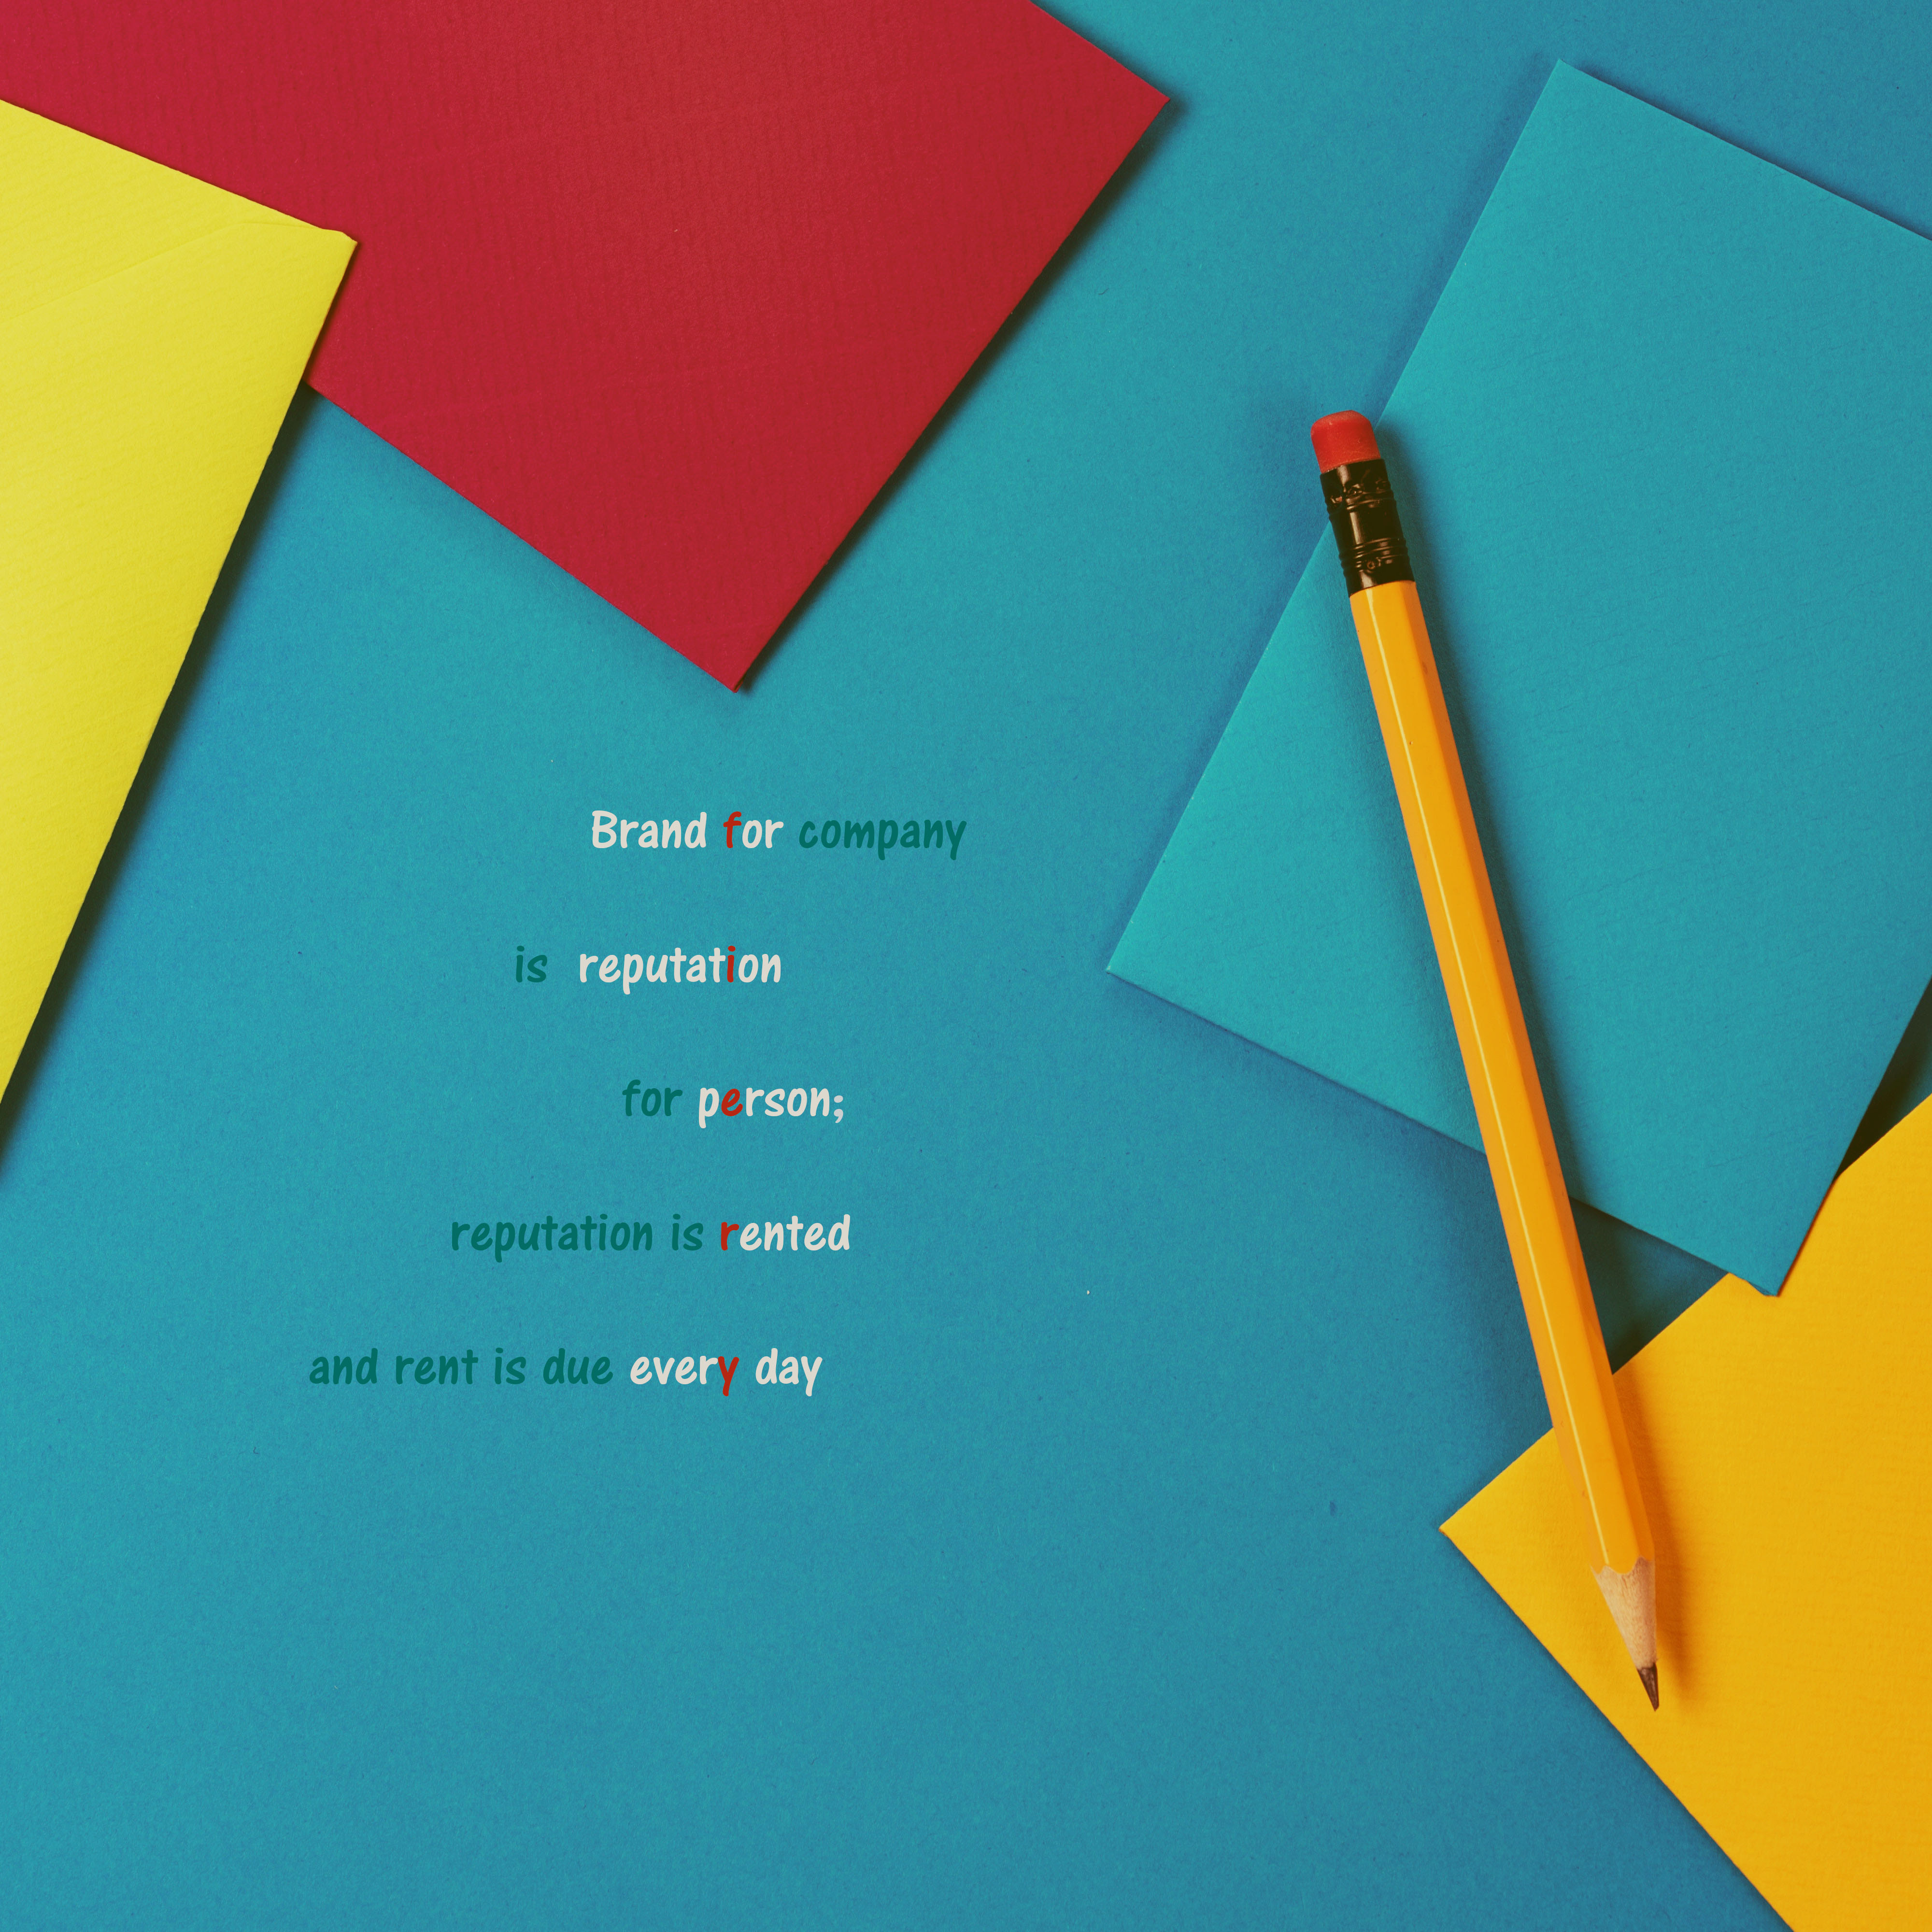 Brand for company
is reputation
for person;
reputation is rented
and rent is due every day